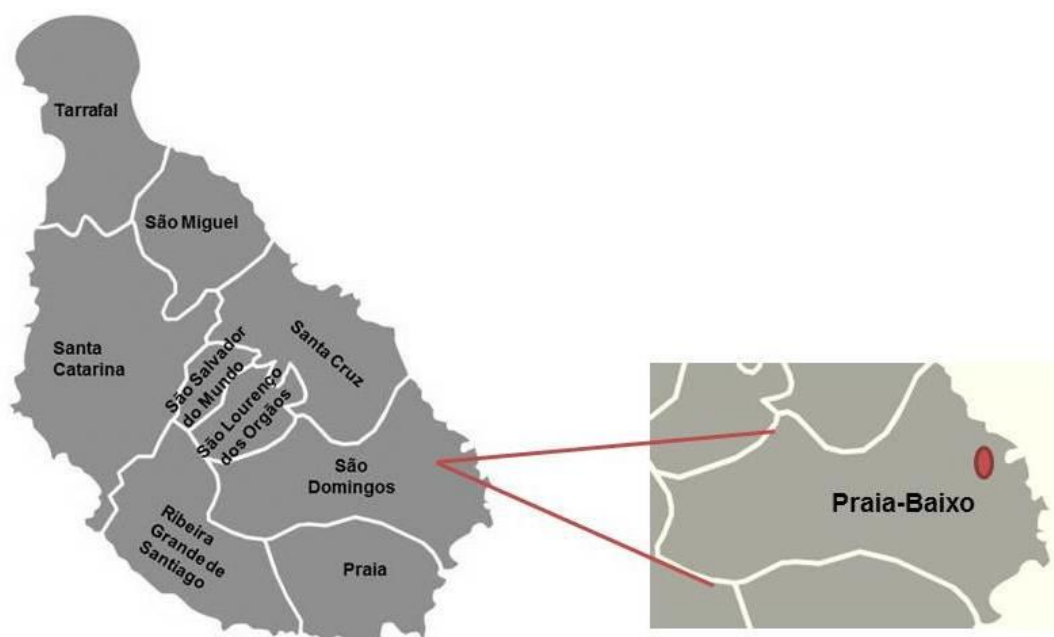 Tarrafal
São Miguel
Santa
Catarina
São Salvador
do Mundo
São Lourenço
dos Orgãos
Santa Cruz
São
Domingos
Ribeira
Grande de
Santiago
Praia
Praia-Baixo